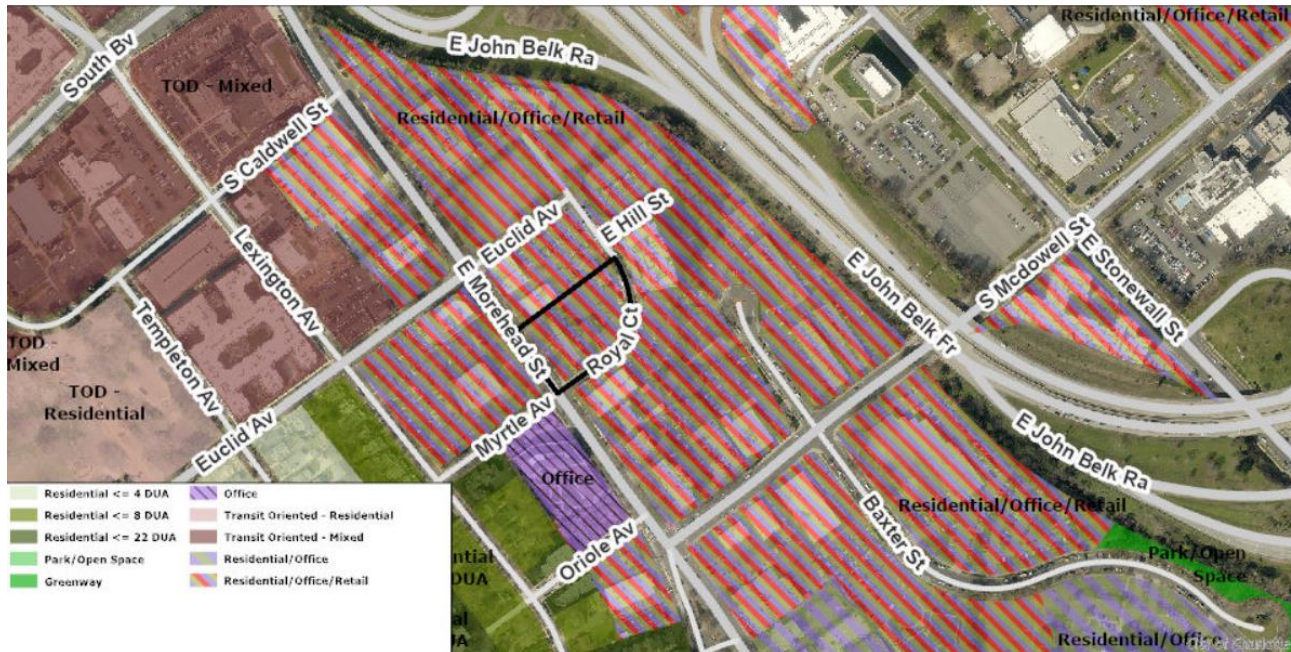 South Bv
E John Belk Ra
Residential/Office/Retail
TOD - Mixed
Residential/Office/Retail
S Caldwell St
Euclid Av
E Hill St
S Mcdowell St
E Stonewall St
Lexington Av
E Morehead St
E John Belk Fr
Templeton Av
Royal Ct
TOD -
Mixed
TOD -
Residential
Euclid Av
Myrtle Av
E John Belk Ra
Office
Residential/Office/Retail
Oriole Av
Baxter St
Park/Open
Space
DUA
Residential/Office
Residential <= 4 DUA
Residential <= 8 DUA
Residential <= 22 DUA
Park/Open Space
Greenway
Office
Transit Oriented - Residential
Transit Oriented - Mixed
Residential/Office
Residential/Office/Retail